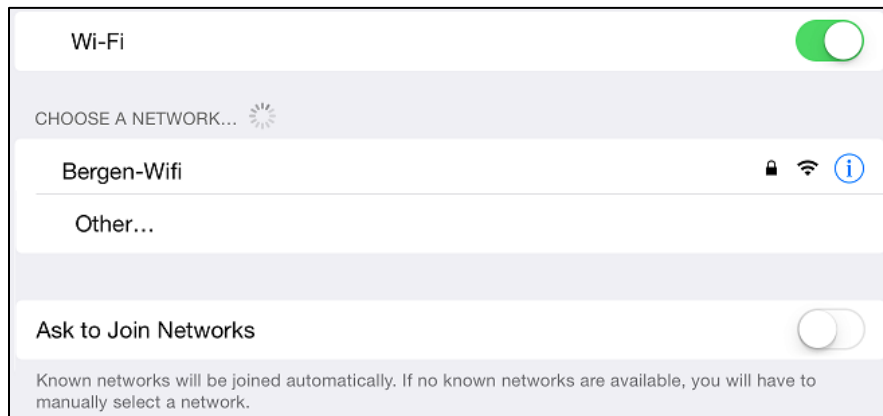 Wi-Fi
CHOOSE A NETWORK...
Bergen-Wifi
Other...
Ask to Join Networks
Known networks will be joined automatically. If no known networks are available, you will have to
manually select a network.